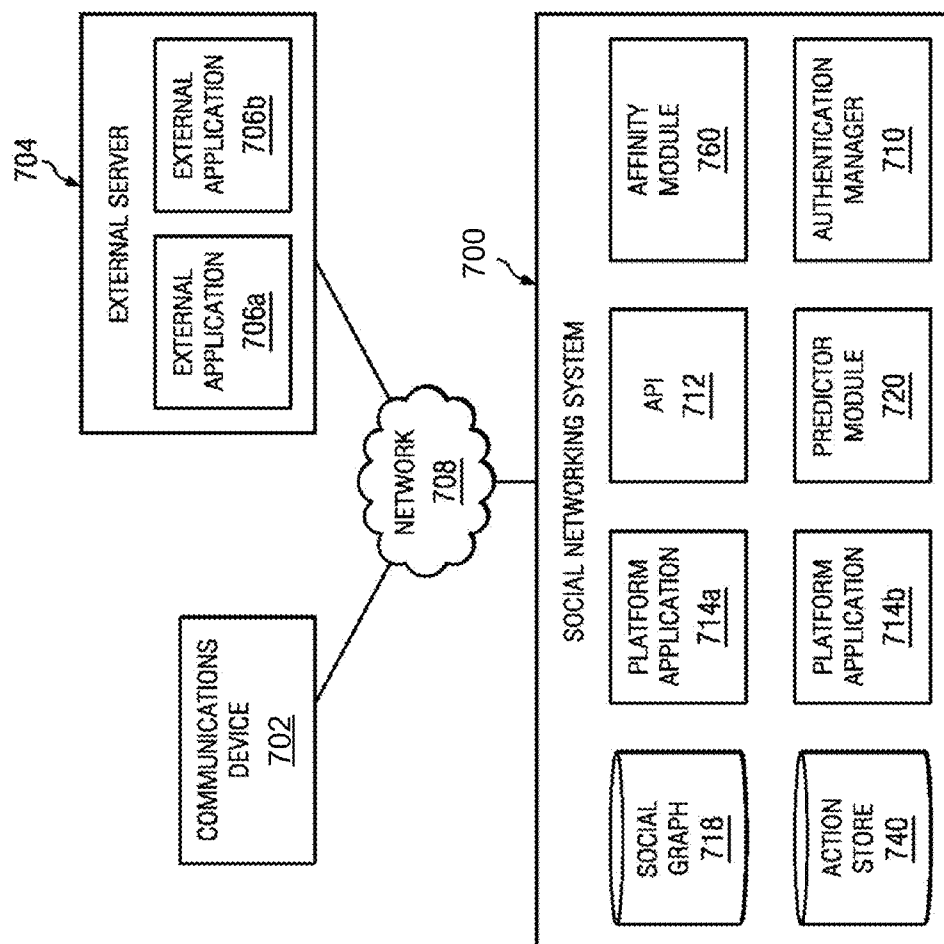 704
EXTERNAL SERVER
EXTERNAL
APPLICATION
706a
EXTERNAL
APPLICATION
706b
COMMUNICATIONS
DEVICE
702
NETWORK
708
700
SOCIAL NETWORKING SYSTEM
SOCIAL
GRAPH
718
PLATFORM
APPLICATION
714a
API
712
AFFINITY
MODULE
760
ACTION
STORE
740
PLATFORM
APPLICATION
714b
PREDICTOR
MODULE
720
AUTHENTICATION
MANAGER
710